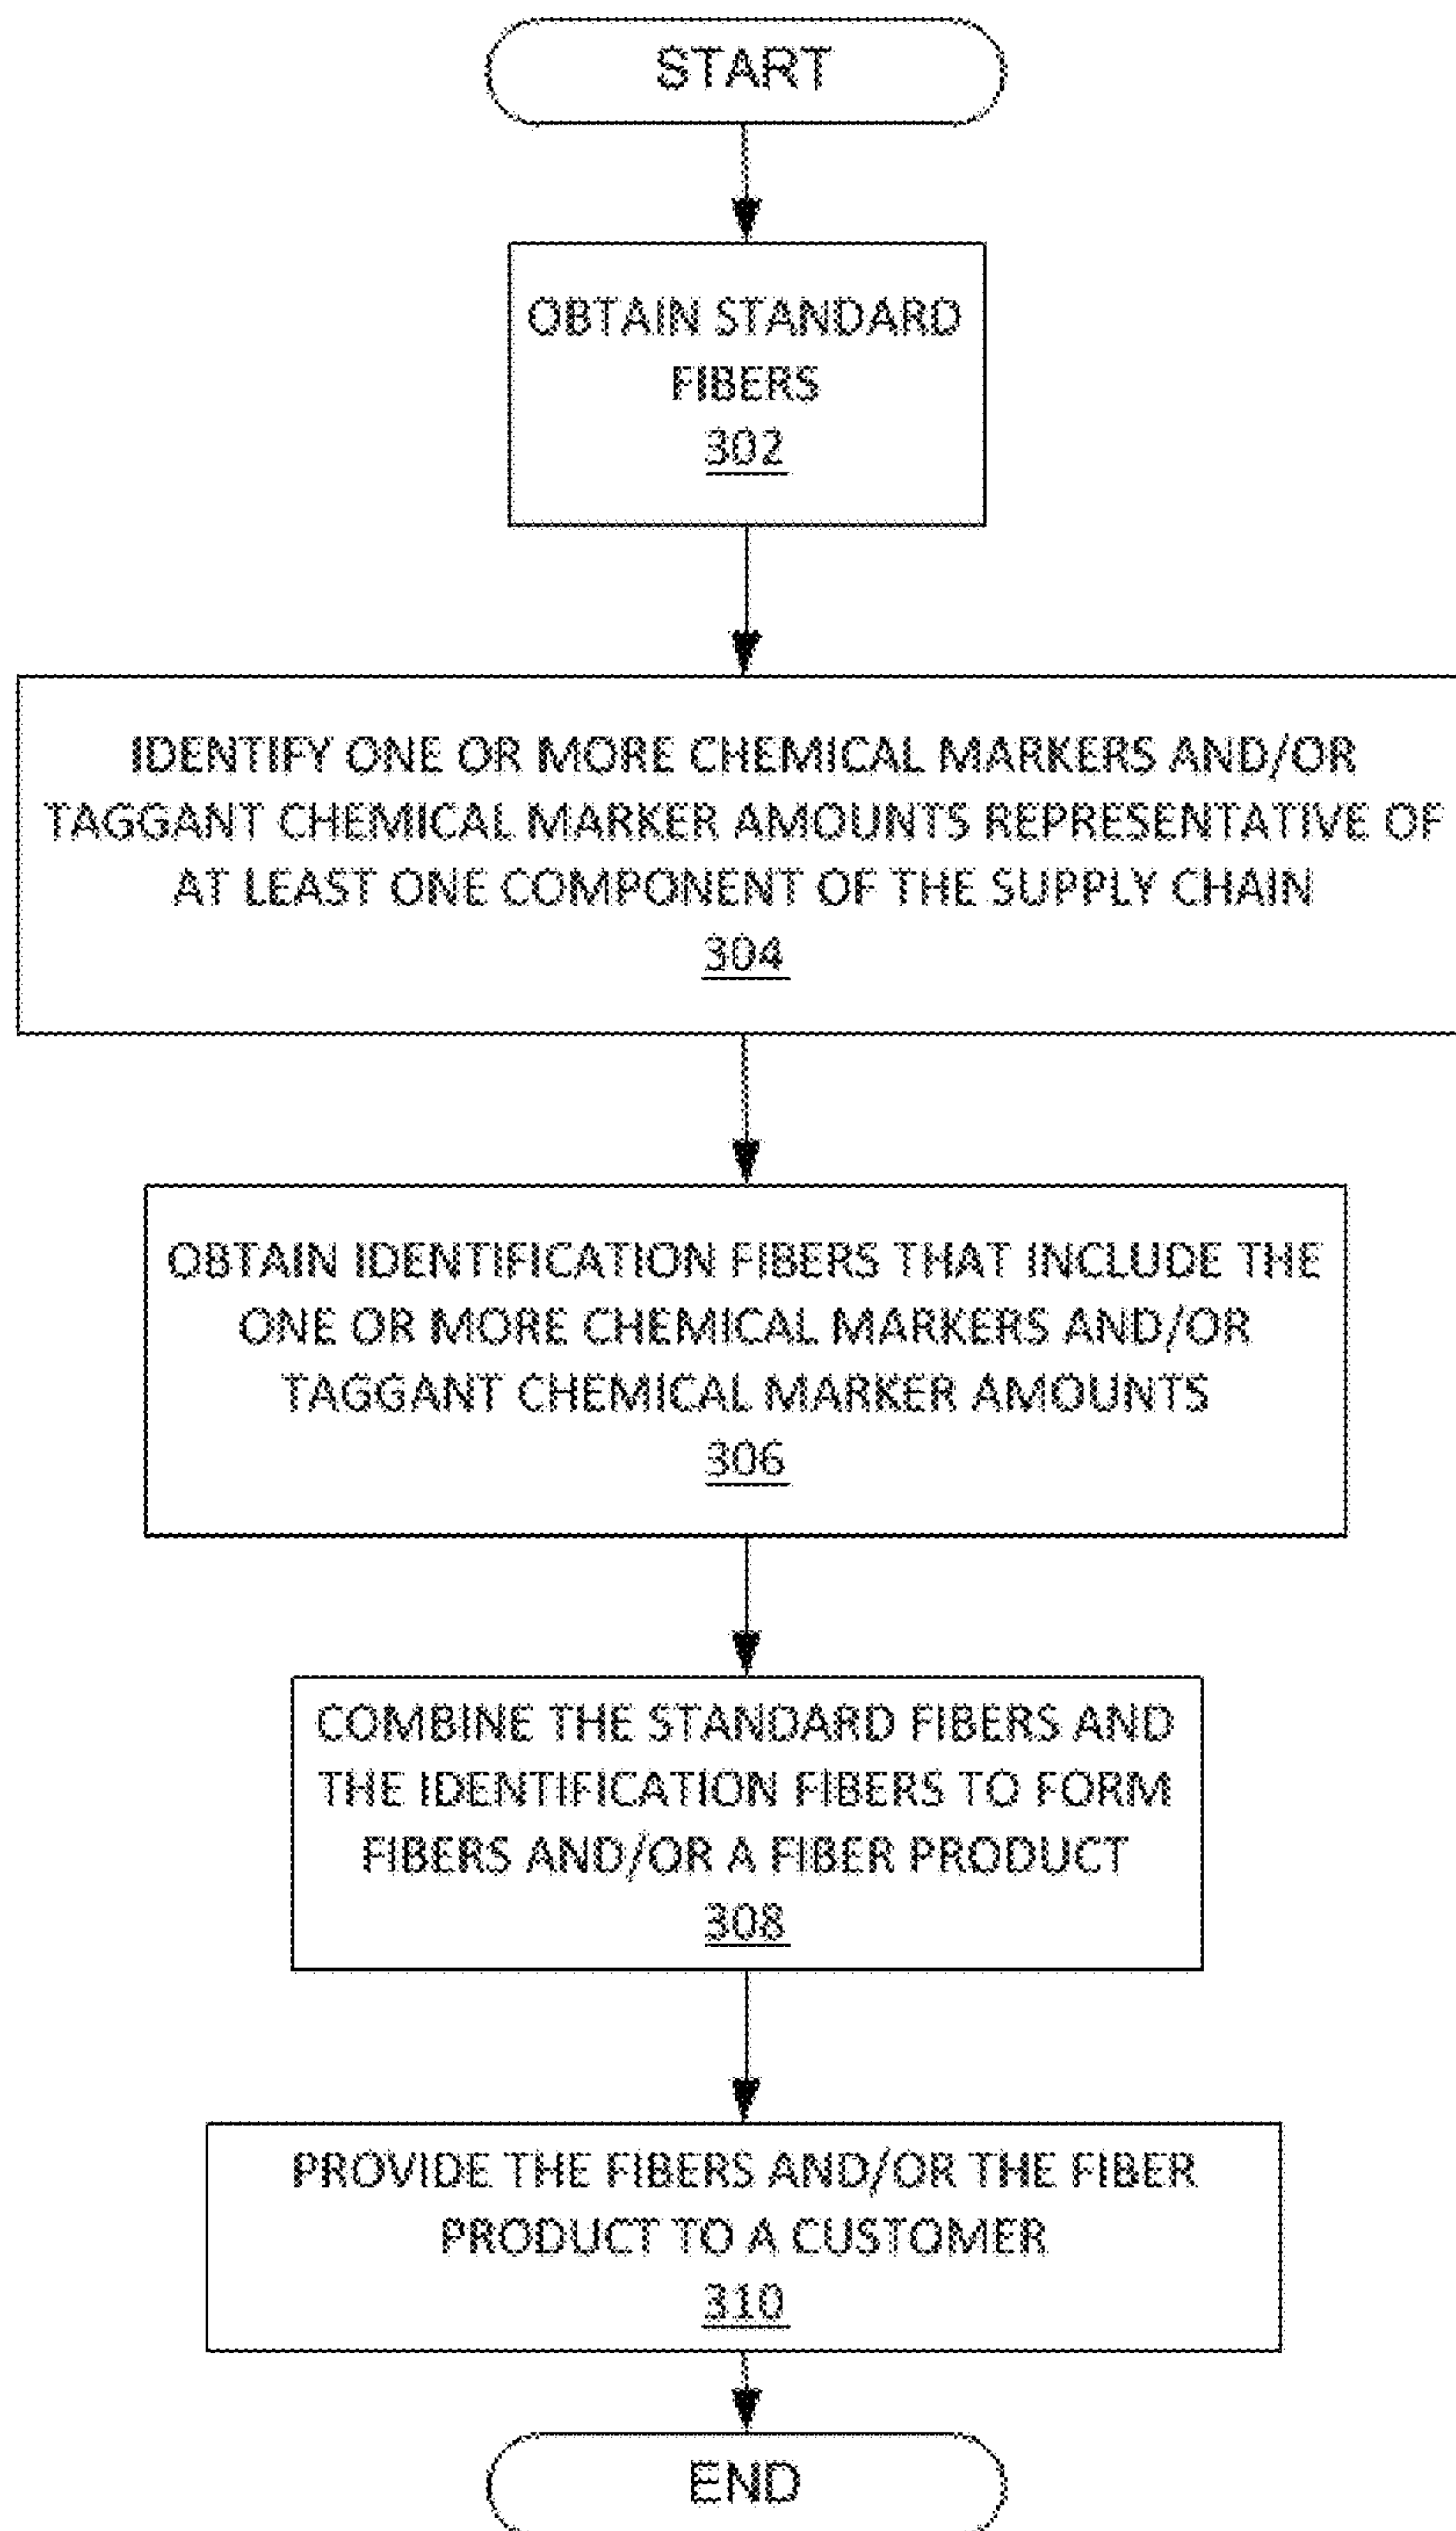 START
OBTAIN STANDARD
FIBERS
302
IDENTIFY ONE OR MORE CHEMICAL MARKERS AND/OR
TAGGANT CHEMICAL MARKER AMOUNTS REPRESENTATIVE OF
AT LEAST ONE COMPONENT OF THE SUPPLY CHAIN
304
OBTAIN IDENTIFICATION FIBERS THAT INCLUDE THE
ONE OR MORE CHEMICAL MARKERS AND/OR
TAGGANT CHEMICAL MARKER AMOUNTS
306
COMBINE THE STANDARD FIBERS AND
THE IDENTIFICATION FIBERS TO FORM
FIBERS AND/OR A FIBER PRODUCT
308
PROVIDE THE FIBERS AND/OR THE FIBER
PRODUCT TO A CUSTOMER
310
END